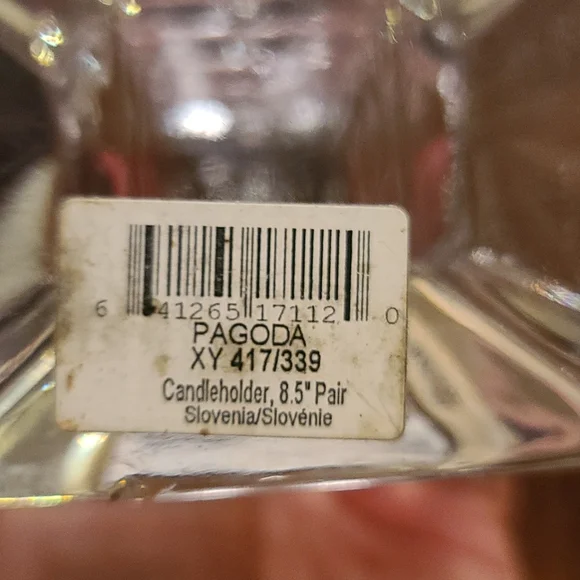 6 41265 17112 0
PAGODA
XY 417/339
Candleholder, 8.5" Pair
Slovenia/Slovénie